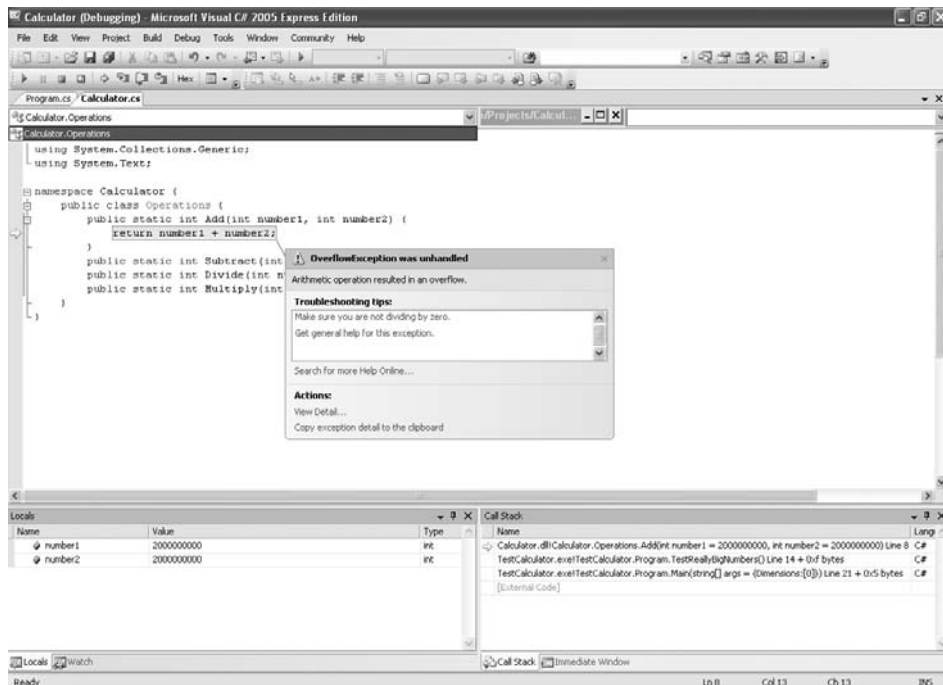 Calculator (Debugging) - Microsoft Visual C# 2005 Express Edition
File Edit View Project Build Debug Tools Window Community Help
Hex
Program.cs Calculator.cs
Calculator.Operations
/Projects/Calcul...
Calculator.Operations
using System.Collections.Generic;
using System.Text;
namespace Calculator {
public class Operations {
public static int Add(int number1, int number2) {
return number1 + number2;
}
public static int Subtract(int
public static int Divide(int n
public static int Multiply(int
}
}
OverflowException was unhandled
Arithmetic operation resulted in an overflow.
Troubleshooting tips:
Make sure you are not dividing by zero.
Get general help for this exception.
Search for more Help Online...
Actions:
View Detail...
Copy exception detail to the clipboard
Locals
Name Value Type
number1 2000000000 int
number2 2000000000 int
Locals Watch
Call Stack
Name Langu
Calculator.dll!Calculator.Operations.Add(int number1 = 2000000000, int number2 = 2000000000) Line 8 C#
TestCalculator.exe!TestCalculator.Program.TestReallyBigNumbers() Line 14 + 0xf bytes C#
TestCalculator.exe!TestCalculator.Program.Main(string[] args = {Dimensions:[0]}) Line 21 + 0x5 bytes C#
[External Code]
Call Stack Immediate Window
Ready Ln 8 Col 13 Ch 13 INS